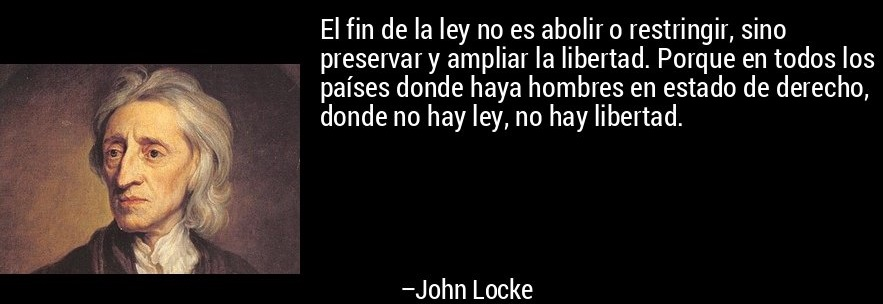 El fin de la ley no es abolir o restringir, sino
preservar y ampliar la libertad. Porque en todos los
países donde haya hombres en estado de derecho,
donde no hay ley, no hay libertad.
–John Locke